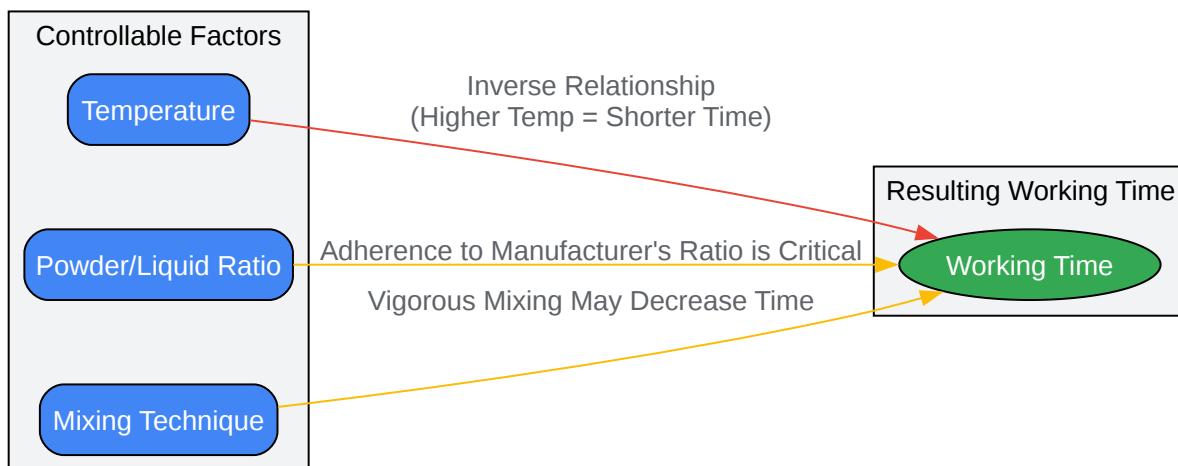 Controllable Factors
Temperature
Inverse Relationship
(Higher Temp = Shorter Time)
Powder/Liquid Ratio
Adherence to Manufacturer's Ratio is Critical
Vigorous Mixing May Decrease Time
Mixing Technique
Resulting Working Time
Working Time